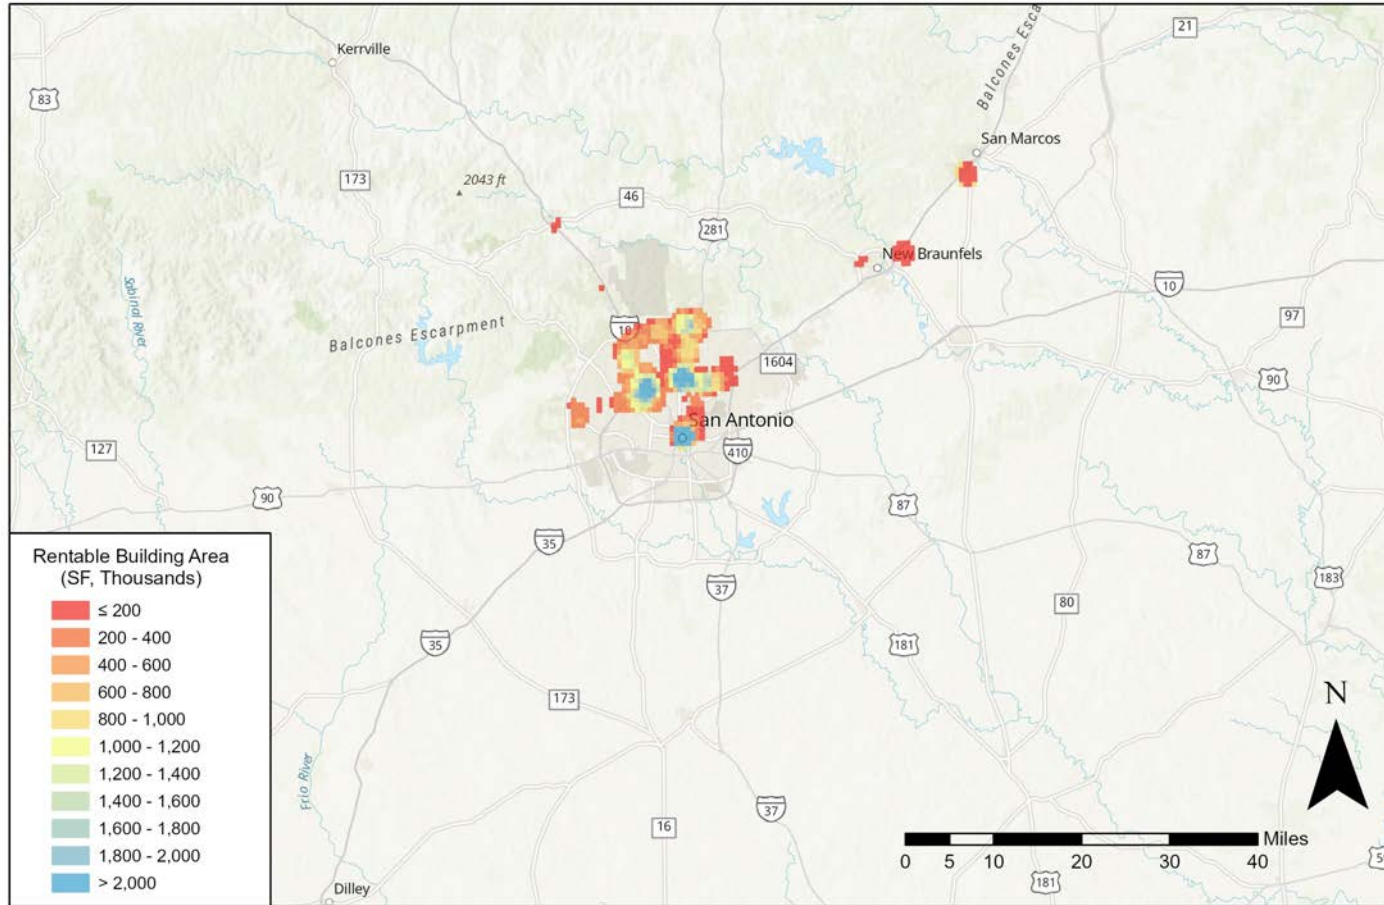 Kerrville
83
21
Balcones Esca
San Marcos
173
2043 ft
46
281
New Braunfels
10
Sabinal River
97
Balcones Escarpment
10
1604
90
San Antonio
127
410
90
87
35
87
183
37
80
35
181
173
Frio River
37
16
181
Dilley
Rentable Building Area
(SF, Thousands)
≤ 200
200 - 400
400 - 600
600 - 800
800 - 1,000
1,000 - 1,200
1,200 - 1,400
1,400 - 1,600
1,600 - 1,800
1,800 - 2,000
> 2,000
N
Miles
0 5 10 20 30 40